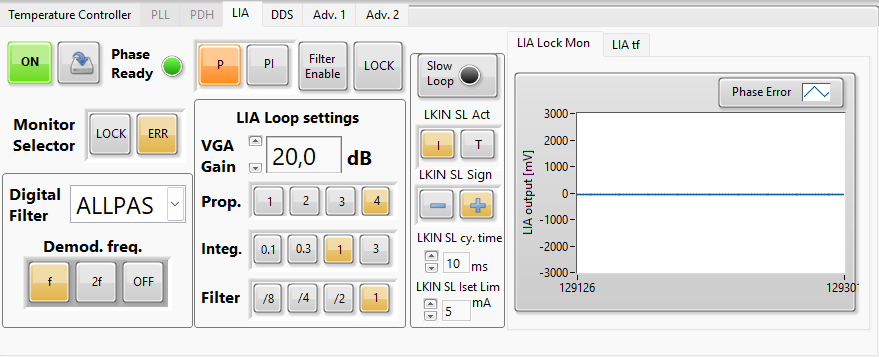 Temperature Controller PLL PDH LIA DDS Adv. 1 Adv. 2
ON
Phase
Ready
P PI
Filter
Enable
LOCK
Monitor
Selector
LOCK ERR
Digital
Filter
ALLPAS
Demod. freq.
f 2f OFF
LIA Loop settings
VGA
Gain
20,0 dB
Prop. 1 2 3 4
Integ. 0.1 0.3 1 3
Filter /8 /4 /2 1
Slow
Loop
LKIN SL Act
I T
LKIN SL Sign
LKIN SL cy. time
10 ms
LKIN SL Iset Lim
5 mA
LIA Lock Mon LIA tf
Phase Error
LIA output [mV]
3000
2000
1000
0
-1000
-2000
-3000
129126 129301